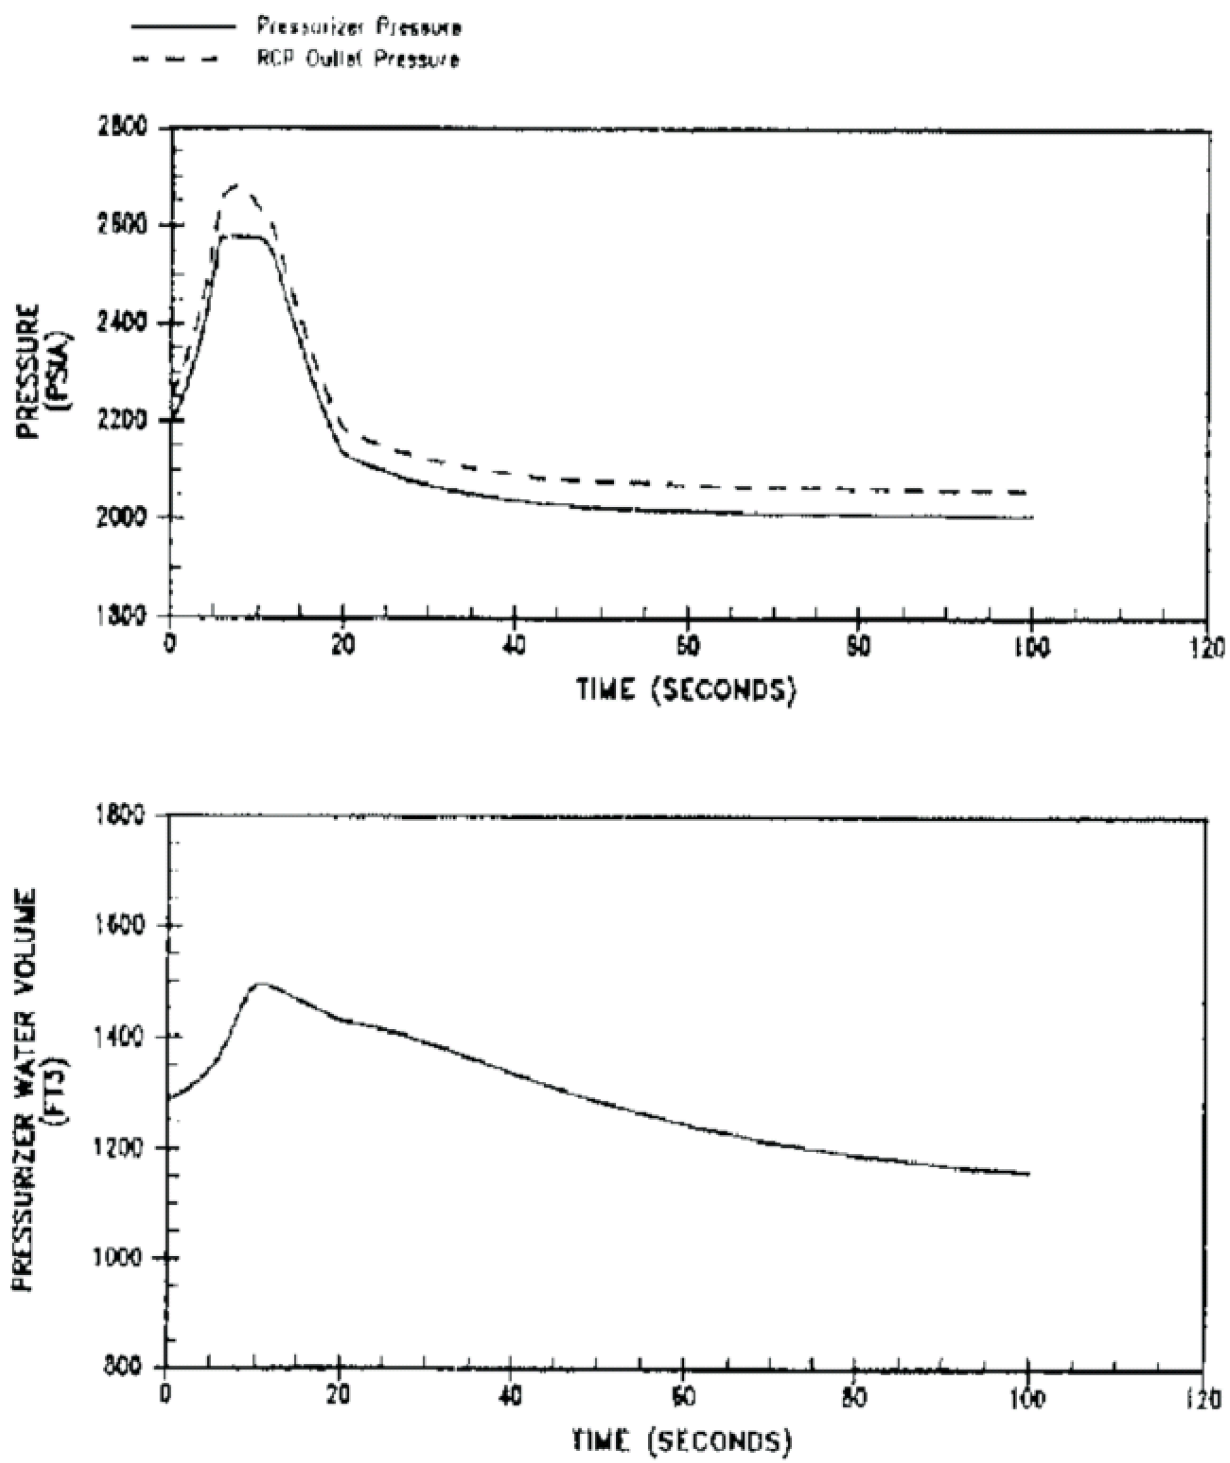 Pressurizer Pressure
RCP Outlet Pressure
2800
2600
2400
2200
2000
1800
PRESSURE
(PSIA)
0 20 40 60 80 100 120
TIME (SECONDS)
1800
1600
1400
1200
1000
800
PRESSURIZER WATER VOLUME
(FT3)
0 20 40 60 80 100 120
TIME (SECONDS)